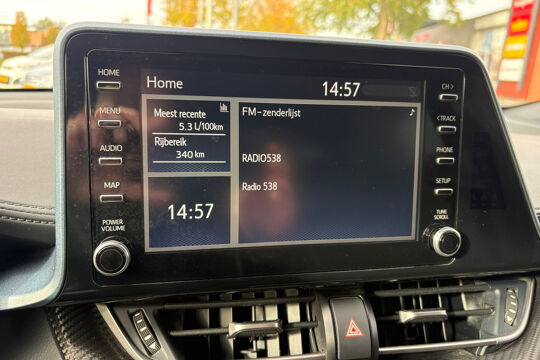 HOME
MENU
AUDIO
MAP
POWER
VOLUME
Home
14:57
Meest recente
5.3 L/100km
Rijbereik
340 km
14:57
FM-zenderlijst
RADIO538
Radio 538
CH >
< TRACK
PHONE
SETUP
TUNE
SCROLL